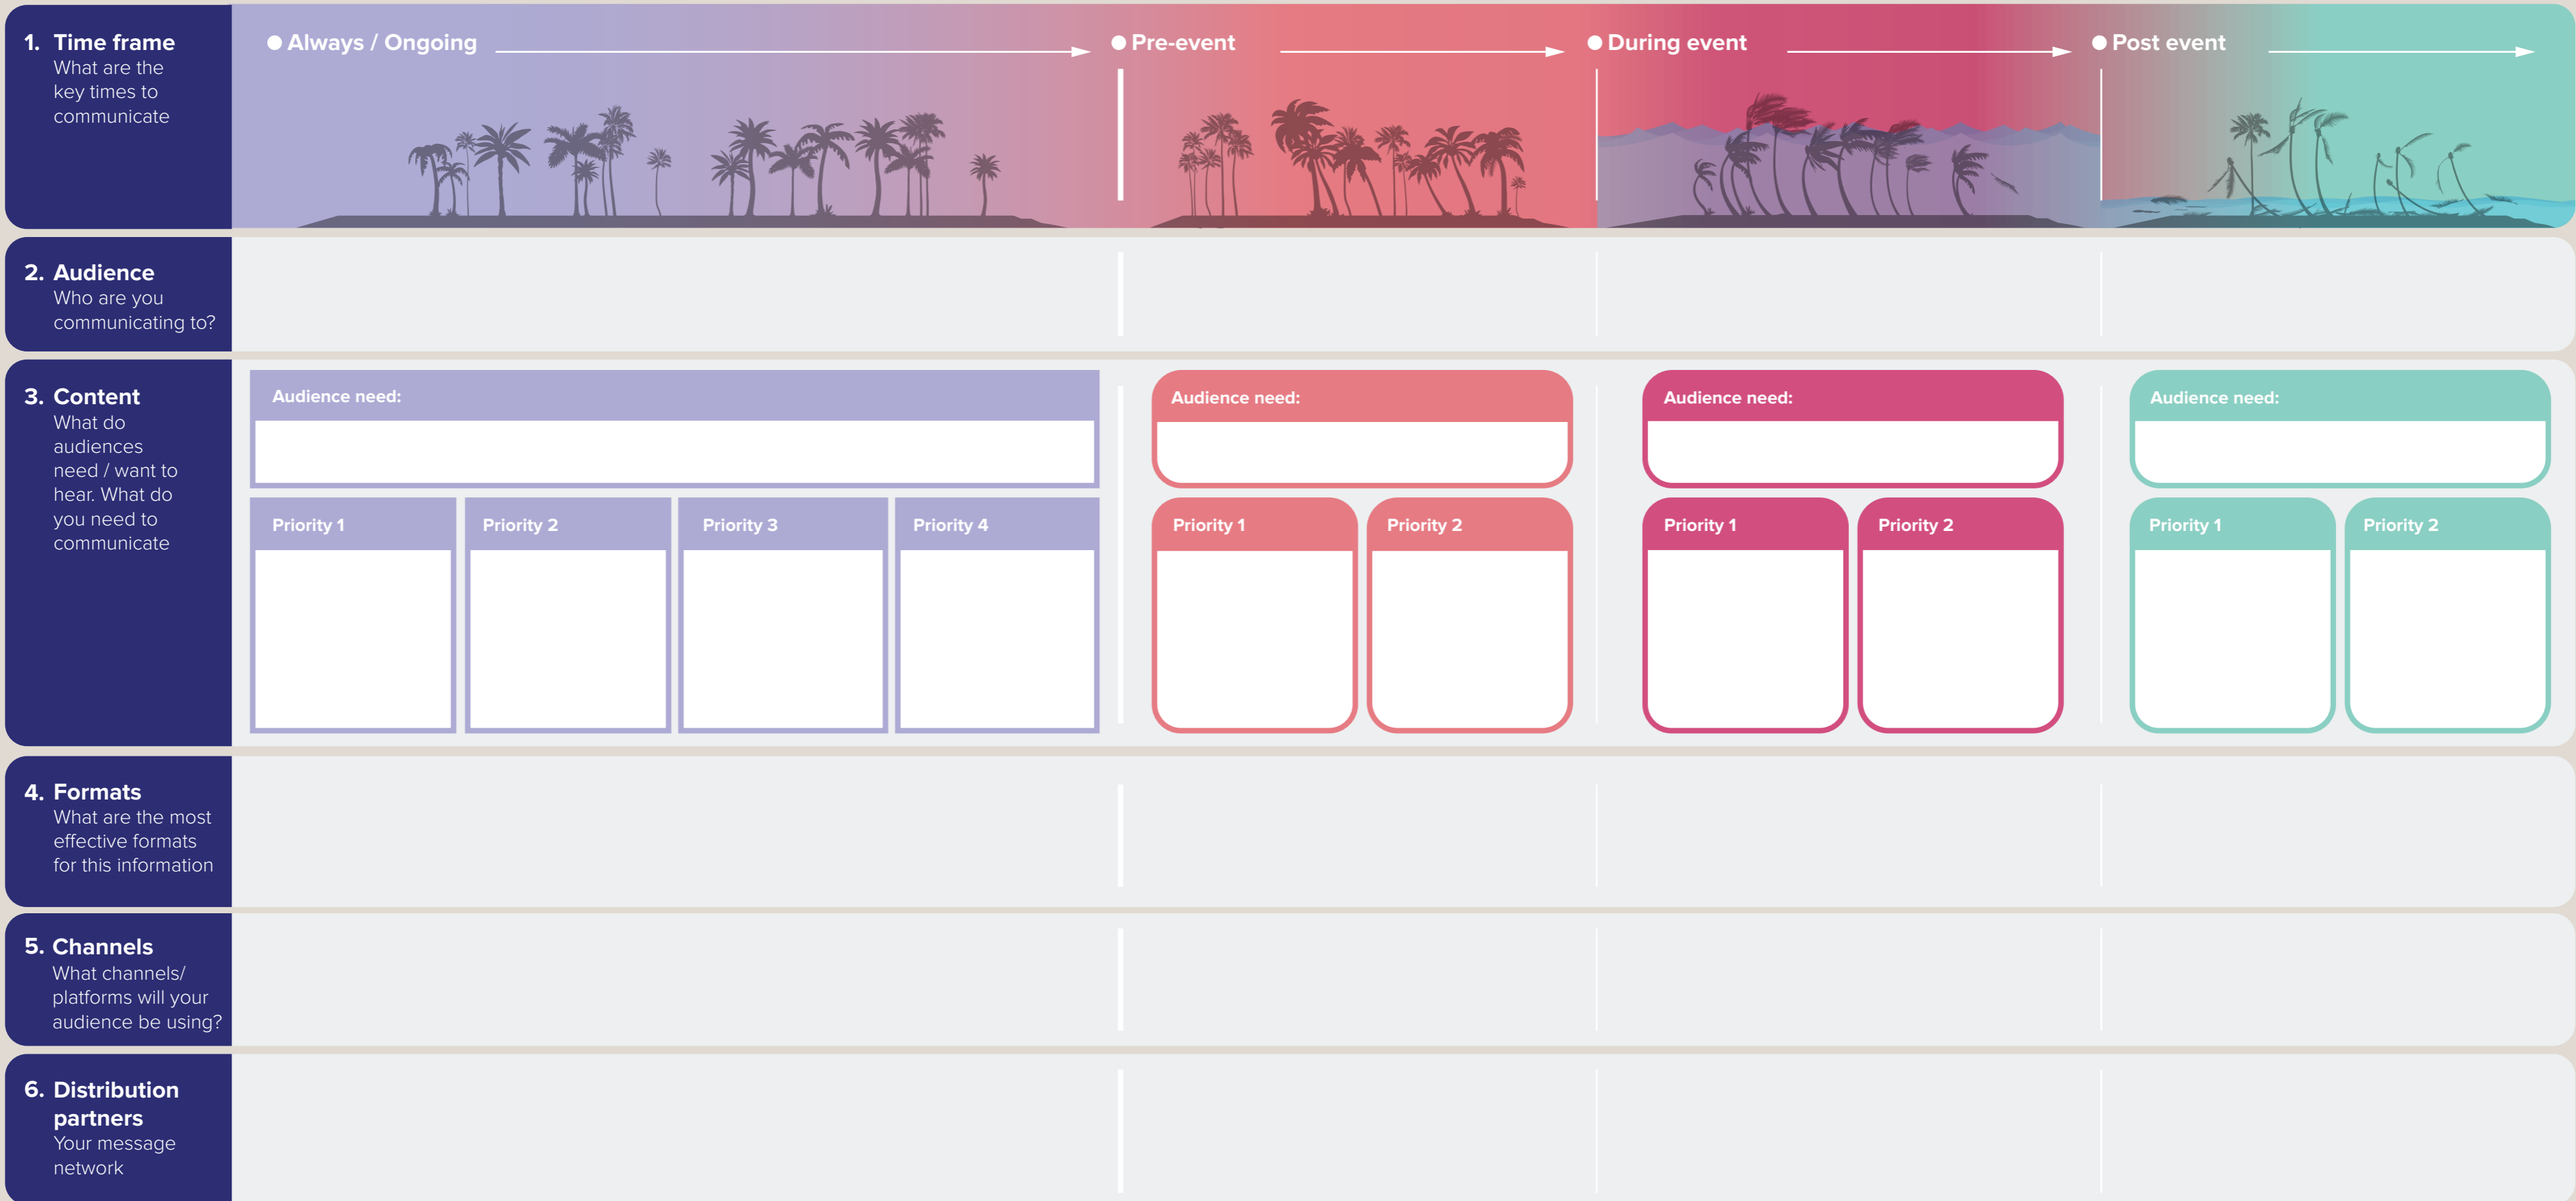 1. Time frame
What are the
key times to
communicate
Always / Ongoing
Pre-event
During event
Post event
2. Audience
Who are you
communicating to?
3. Content
What do
audiences
need / want to
hear. What do
you need to
communicate
Audience need:
Priority 1
Priority 2
Priority 3
Priority 4
Audience need:
Priority 1
Priority 2
Audience need:
Priority 1
Priority 2
Audience need:
Priority 1
Priority 2
4. Formats
What are the most
effective formats
for this information
5. Channels
What channels/
platforms will your
audience be using?
6. Distribution
partners
Your message
network